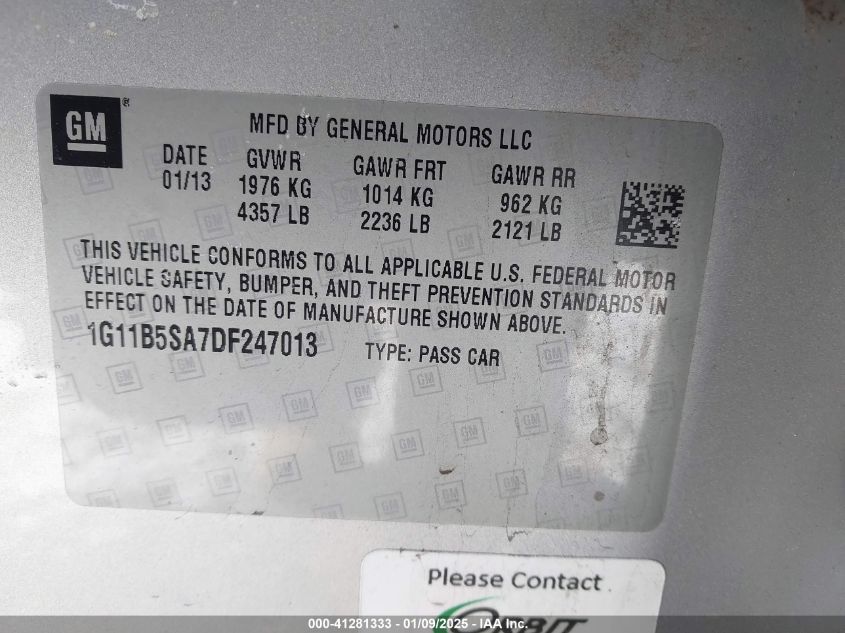 GM®
MFD BY GENERAL MOTORS LLC
DATE GVWR GAWR FRT GAWR RR
01/13 1976 KG 1014 KG 962 KG
4357 LB 2236 LB 2121 LB
THIS VEHICLE CONFORMS TO ALL APPLICABLE U.S. FEDERAL MOTOR
VEHICLE SAFETY, BUMPER, AND THEFT PREVENTION STANDARDS IN
EFFECT ON THE DATE OF MANUFACTURE SHOWN ABOVE.
1G11B5SA7DF247013 TYPE: PASS CAR
Please Contact
ORBIT
000-41281333 - 01/09/2025 - IAA Inc.